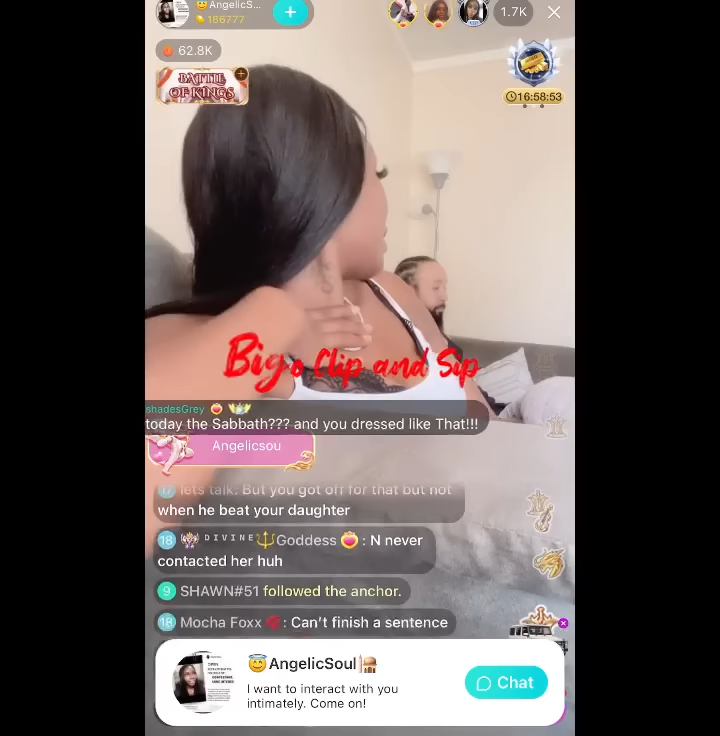 😇AngelicS...
186777
1.7K
62.8K
BATTLE
OF KINGS
16:58:53
Bigo Clip and Sip
shadesGrey
today the Sabbath??? and you dressed like That!!!
Angelicsou
17 lets talk. But you got off for that but not
when he beat your daughter
18 ᴰᴵⱽᴵᴺᴱ🔱Goddess : N never
contacted her huh
9 SHAWN#51 followed the anchor.
18 Mocha Foxx : Can't finish a sentence
😇AngelicSoul🕌
I want to interact with you
intimately. Come on!
Chat